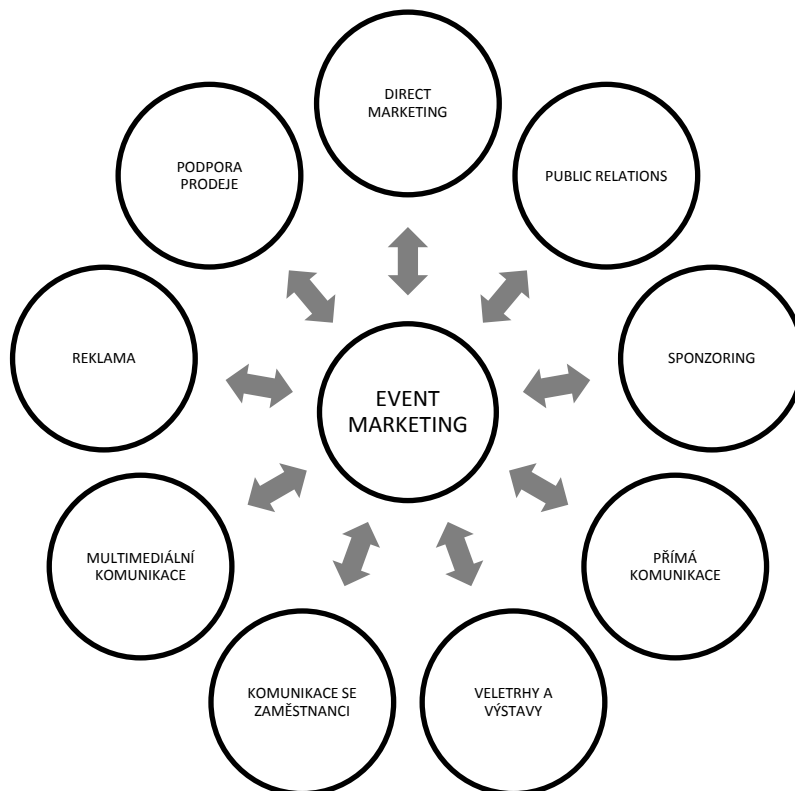 DIRECT
MARKETING
PUBLIC RELATIONS
SPONZORING
PŘÍMÁ
KOMUNIKACE
VELETRHY A
VÝSTAVY
KOMUNIKACE SE
ZAMĚSTNANCI
MULTIMEDIÁLNÍ
KOMUNIKACE
REKLAMA
PODPORA
PRODEJE
EVENT
MARKETING